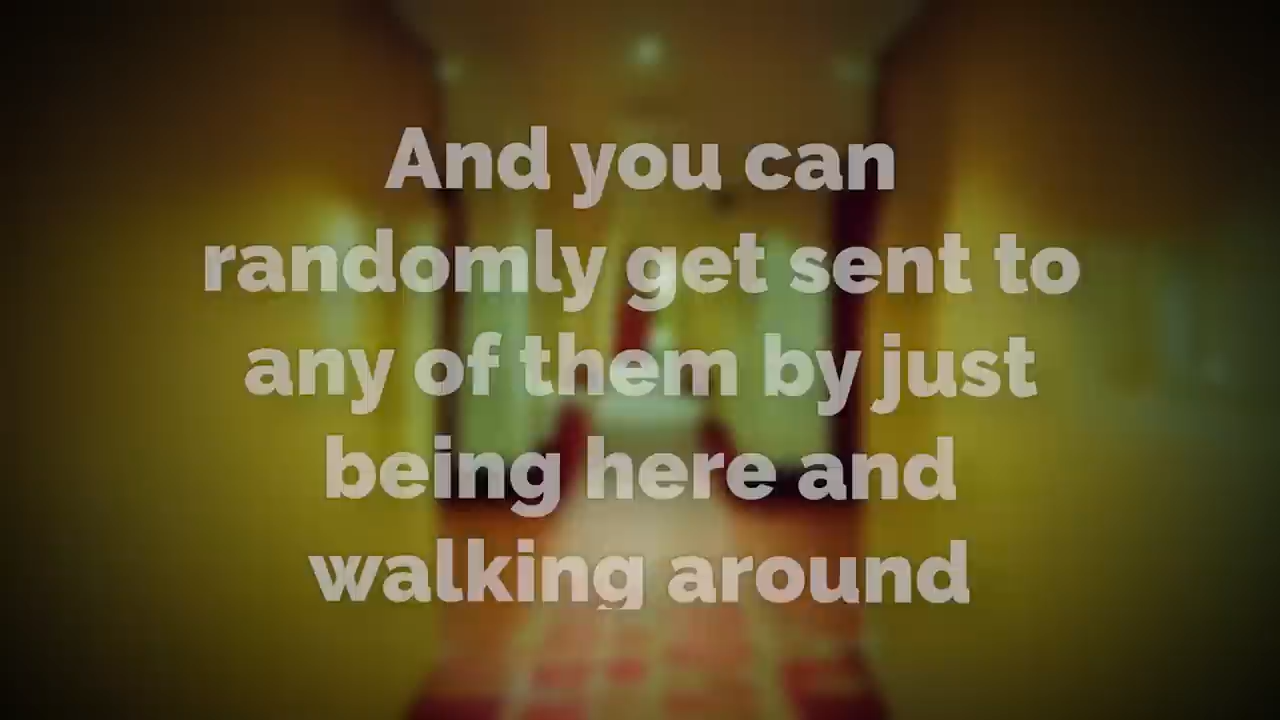 And you can
randomly get sent to
any of them by just
being here and
walking around